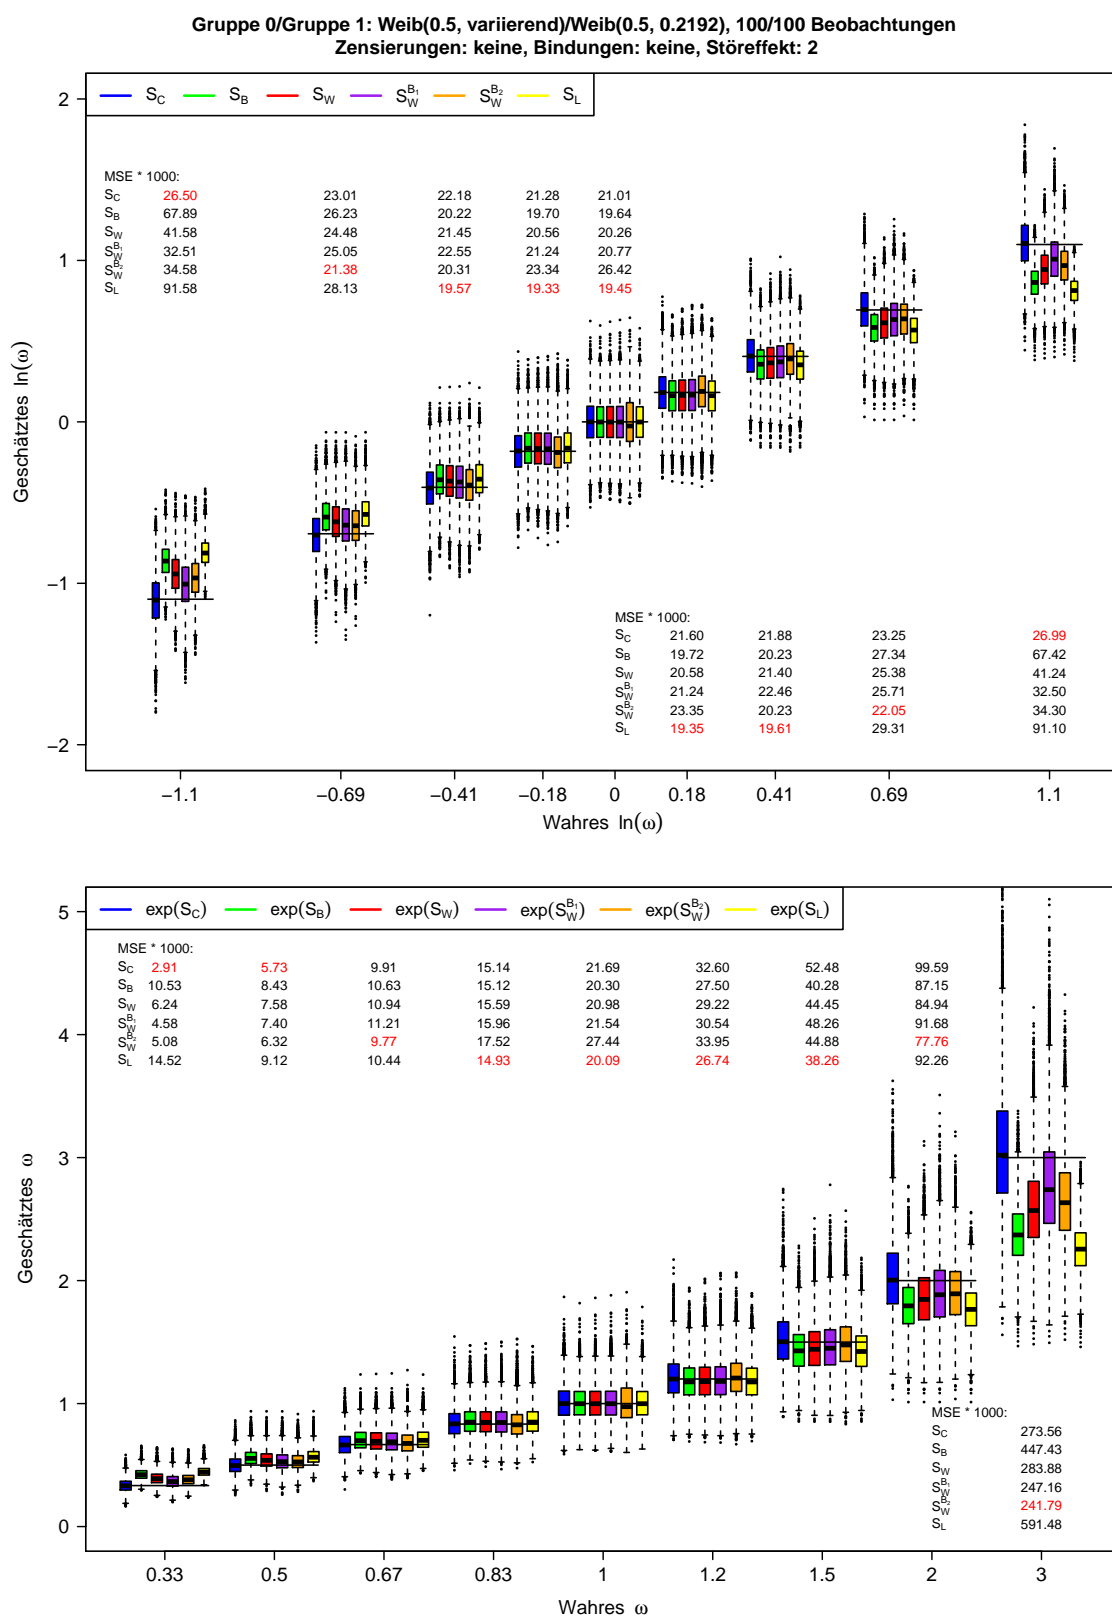 Gruppe 0/Gruppe 1: Weib(0.5, variierend)/Weib(0.5, 0.2192), 100/100 Beobachtungen
Zensierungen: keine, Bindungen: keine, Störeffekt: 2
S_C S_B S_W S_W^B₁ S_W^B₂ S_L
MSE * 1000:
S_C 26.50 23.01 22.18 21.28 21.01
S_B 67.89 26.23 20.22 19.70 19.64
S_W 41.58 24.48 21.45 20.56 20.26
S_W^B₁ 32.51 25.05 22.55 21.24 20.77
S_W^B₂ 34.58 21.38 20.31 23.34 26.42
S_L 91.58 28.13 19.57 19.33 19.45
MSE * 1000:
S_C 21.60 21.88 23.25 26.99
S_B 19.72 20.23 27.34 67.42
S_W 20.58 21.40 25.38 41.24
S_W^B₁ 21.24 22.46 25.71 32.50
S_W^B₂ 23.35 20.23 22.05 34.30
S_L 19.35 19.61 29.31 91.10
2
1
0
−1
−2
Geschätztes ln(ω)
−1.1 −0.69 −0.41 −0.18 0 0.18 0.41 0.69 1.1
Wahres ln(ω)
exp(S_C) exp(S_B) exp(S_W) exp(S_W^B₁) exp(S_W^B₂) exp(S_L)
MSE * 1000:
S_C 2.91 5.73 9.91 15.14 21.69 32.60 52.48 99.59
S_B 10.53 8.43 10.63 15.12 20.30 27.50 40.28 87.15
S_W 6.24 7.58 10.94 15.59 20.98 29.22 44.45 84.94
S_W^B₁ 4.58 7.40 11.21 15.96 21.54 30.54 48.26 91.68
S_W^B₂ 5.08 6.32 9.77 17.52 27.44 33.95 44.88 77.76
S_L 14.52 9.12 10.44 14.93 20.09 26.74 38.26 92.26
MSE * 1000:
S_C 273.56
S_B 447.43
S_W 283.88
S_W^B₁ 247.16
S_W^B₂ 241.79
S_L 591.48
5
4
3
2
1
0
Geschätztes ω
0.33 0.5 0.67 0.83 1 1.2 1.5 2 3
Wahres ω